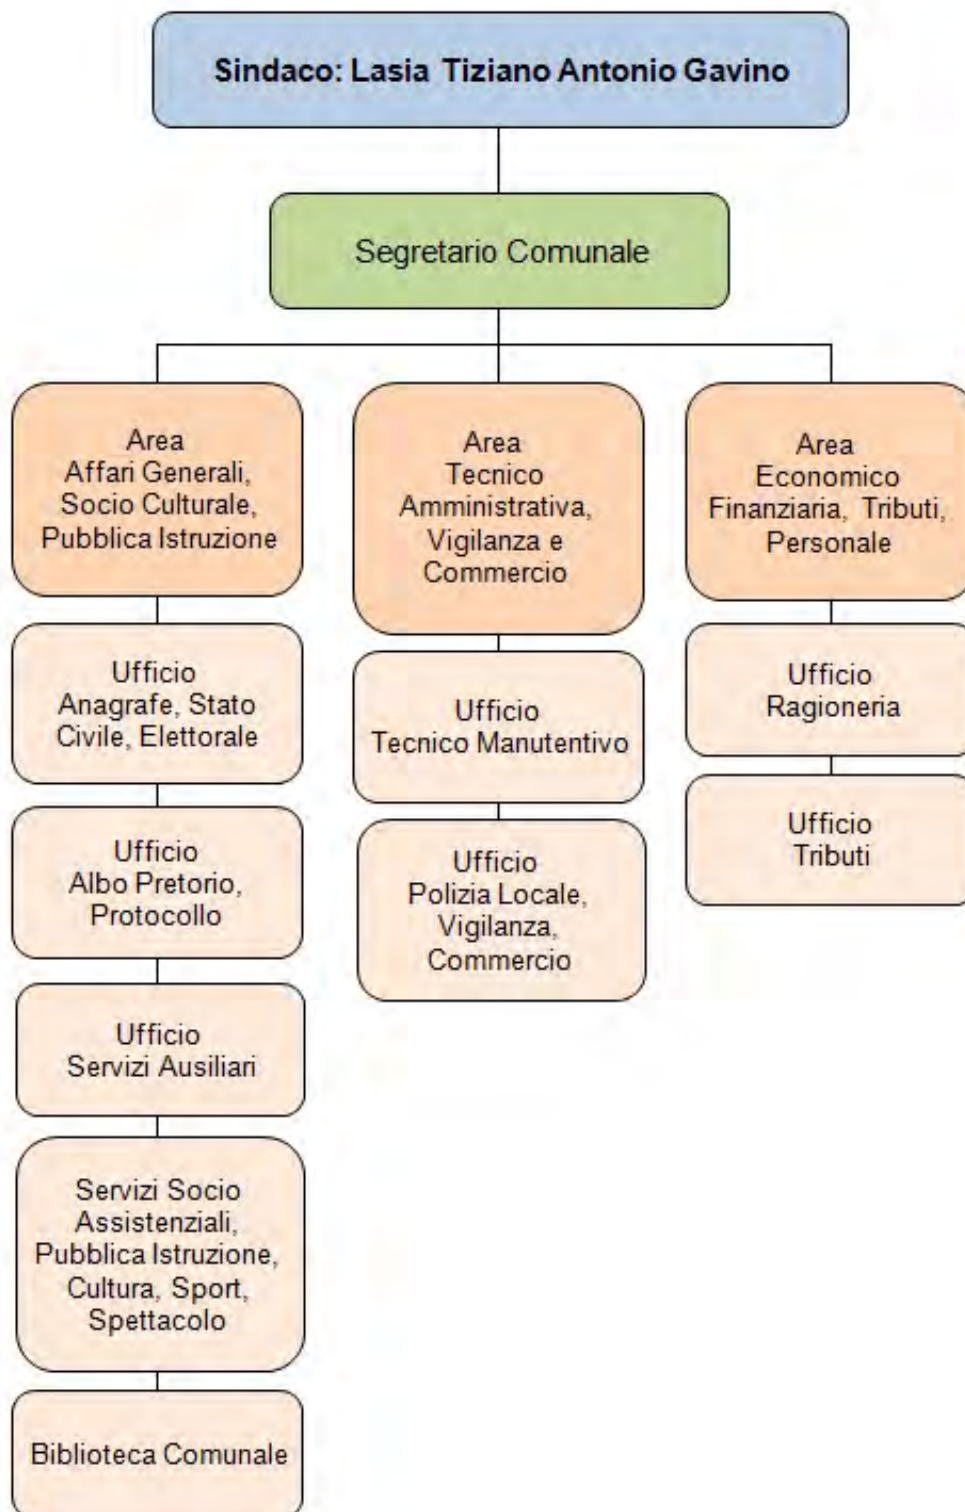 Sindaco: Lasia Tiziano Antonio Gavino
Segretario Comunale
Area
Affari Generali,
Socio Culturale,
Pubblica Istruzione
Ufficio
Anagrafe, Stato
Civile, Elettorale
Ufficio
Albo Pretorio,
Protocollo
Ufficio
Servizi Ausiliari
Servizi Socio
Assistenziali,
Pubblica Istruzione,
Cultura, Sport,
Spettacolo
Biblioteca Comunale
Area
Tecnico
Amministrativa,
Vigilanza e
Commercio
Ufficio
Tecnico Manutentivo
Ufficio
Polizia Locale,
Vigilanza,
Commercio
Area
Economico
Finanziaria, Tributi,
Personale
Ufficio
Ragioneria
Ufficio
Tributi